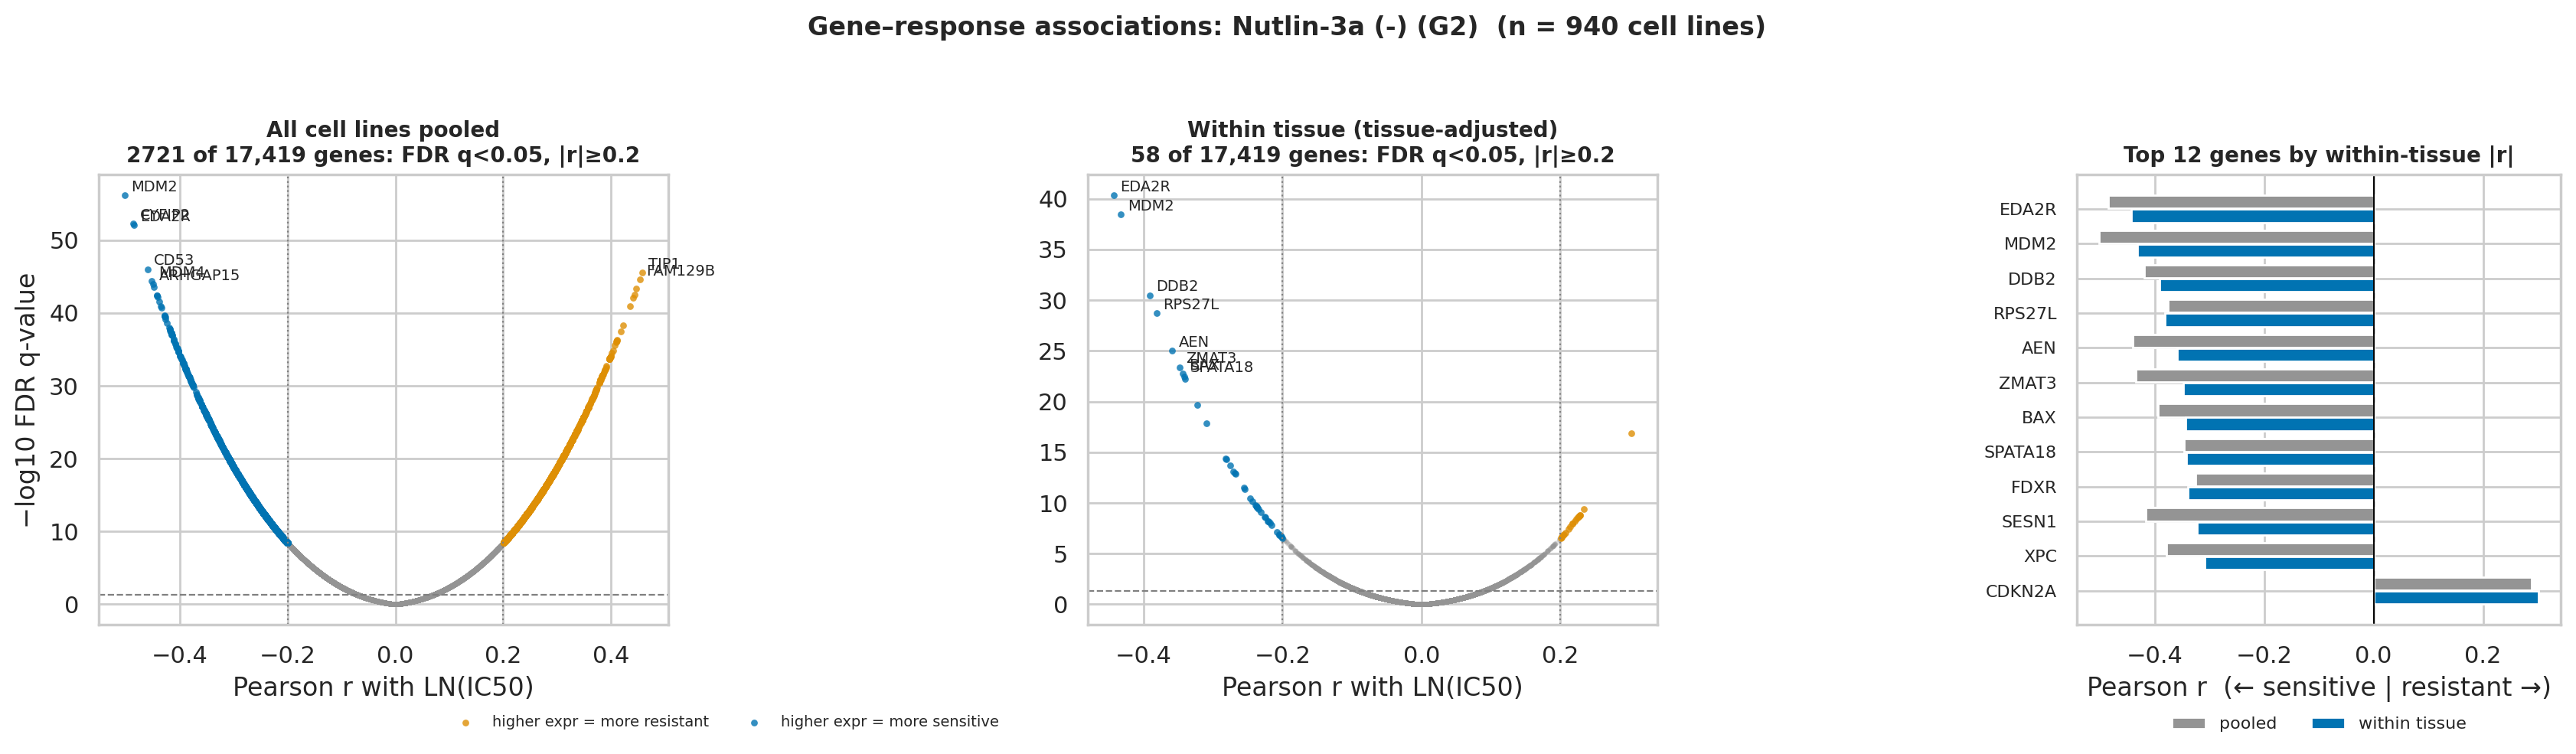 Gene–response associations: Nutlin-3a (-) (G2) (n = 940 cell lines)
All cell lines pooled
2721 of 17,419 genes: FDR q<0.05, |r|≥0.2
−log10 FDR q-value
50
40
30
20
10
0
MDM2
CYFIP2
EDA2R
CD53
MDM4
ARHGAP15
TJP1
FAM129B
−0.4
−0.2
0.0
0.2
0.4
Pearson r with LN(IC50)
Within tissue (tissue-adjusted)
58 of 17,419 genes: FDR q<0.05, |r|≥0.2
40
35
30
25
20
15
10
5
0
EDA2R
MDM2
DDB2
RPS27L
AEN
ZMAT3
BAX
SPATA18
−0.4
−0.2
0.0
0.2
Pearson r with LN(IC50)
higher expr = more resistant
higher expr = more sensitive
Top 12 genes by within-tissue |r|
EDA2R
MDM2
DDB2
RPS27L
AEN
ZMAT3
BAX
SPATA18
FDXR
SESN1
XPC
CDKN2A
−0.4
−0.2
0.0
0.2
Pearson r (← sensitive | resistant →)
pooled
within tissue